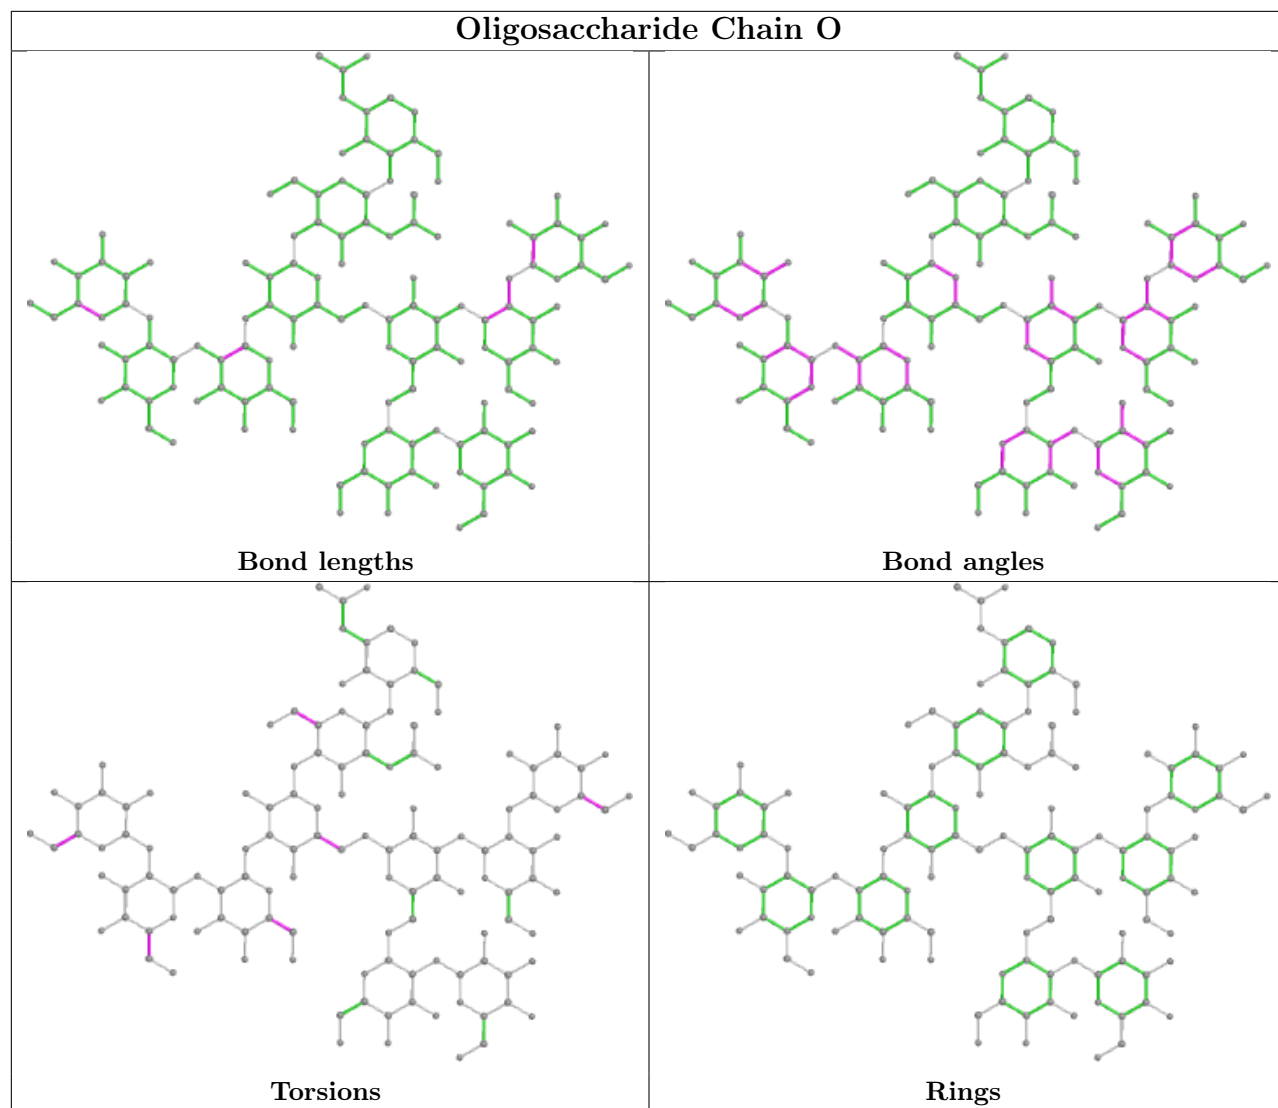 Oligosaccharide Chain O
Bond lengths
Bond angles
Torsions
Rings